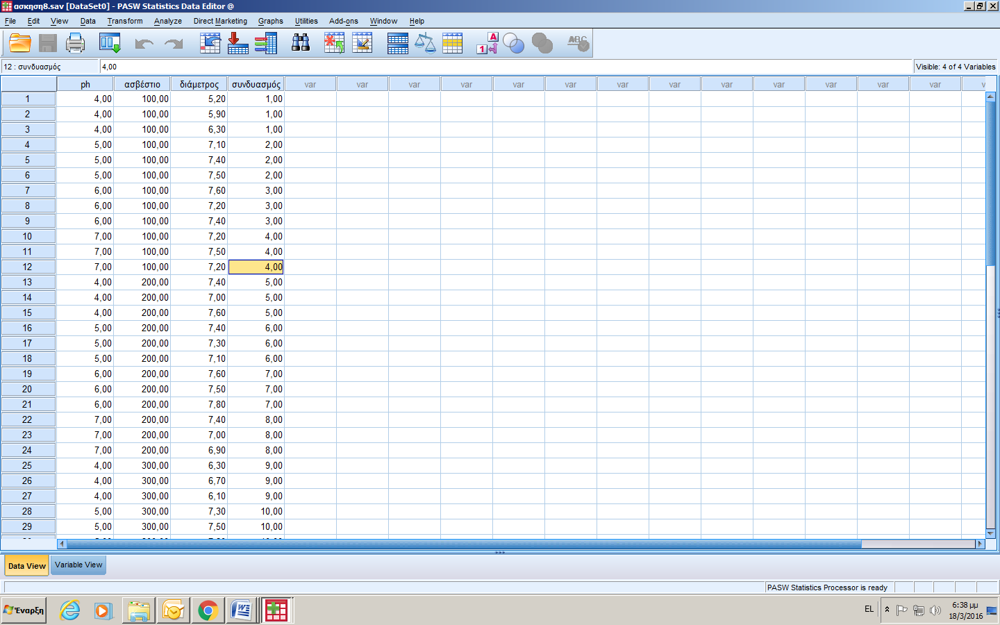 ασκηση8.sav [DataSet0] - PASW Statistics Data Editor @
File Edit View Data Transform Analyze Direct Marketing Graphs Utilities Add-ons Window Help
12 : συνδυασμός 4,00 Visible: 4 of 4 Variables
ph ασβέστιο διάμετρος συνδυασμός var var var var var var var var var var var var var
1 4,00 100,00 5,20 1,00
2 4,00 100,00 5,90 1,00
3 4,00 100,00 6,30 1,00
4 5,00 100,00 7,10 2,00
5 5,00 100,00 7,40 2,00
6 5,00 100,00 7,50 2,00
7 6,00 100,00 7,60 3,00
8 6,00 100,00 7,20 3,00
9 6,00 100,00 7,40 3,00
10 7,00 100,00 7,20 4,00
11 7,00 100,00 7,50 4,00
12 7,00 100,00 7,20 4,00
13 4,00 200,00 7,40 5,00
14 4,00 200,00 7,00 5,00
15 4,00 200,00 7,60 5,00
16 5,00 200,00 7,40 6,00
17 5,00 200,00 7,30 6,00
18 5,00 200,00 7,10 6,00
19 6,00 200,00 7,60 7,00
20 6,00 200,00 7,50 7,00
21 6,00 200,00 7,80 7,00
22 7,00 200,00 7,40 8,00
23 7,00 200,00 7,00 8,00
24 7,00 200,00 6,90 8,00
25 4,00 300,00 6,30 9,00
26 4,00 300,00 6,70 9,00
27 4,00 300,00 6,10 9,00
28 5,00 300,00 7,30 10,00
29 5,00 300,00 7,50 10,00
Data View Variable View
PASW Statistics Processor is ready
Έναρξη EL 6:38 μμ
18/3/2016